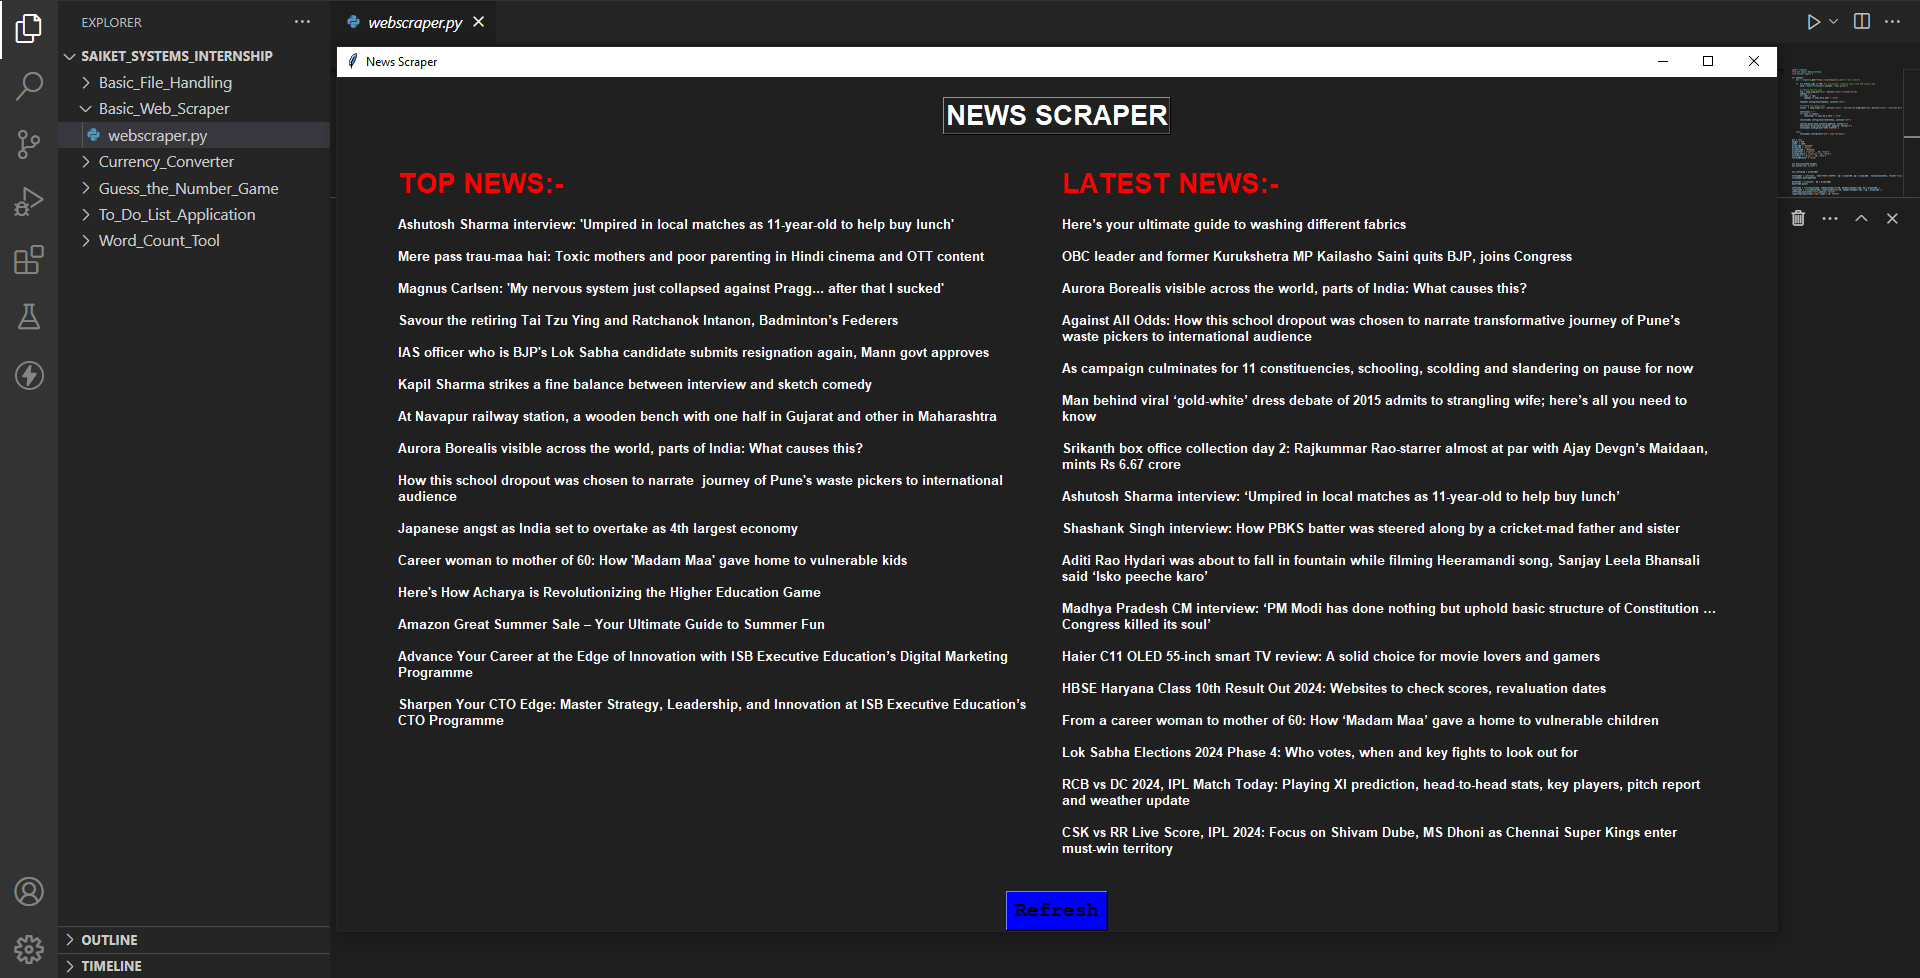 EXPLORER
SAIKET_SYSTEMS_INTERNSHIP
Basic_File_Handling
Basic_Web_Scraper
webscraper.py
Currency_Converter
Guess_the_Number_Game
To_Do_List_Application
Word_Count_Tool
OUTLINE
TIMELINE
webscraper.py
News Scraper
NEWS SCRAPER
TOP NEWS:-
Ashutosh Sharma interview: 'Umpired in local matches as 11-year-old to help buy lunch'
Mere pass trau-maa hai: Toxic mothers and poor parenting in Hindi cinema and OTT content
Magnus Carlsen: 'My nervous system just collapsed against Pragg... after that I sucked'
Savour the retiring Tai Tzu Ying and Ratchanok Intanon, Badminton’s Federers
IAS officer who is BJP's Lok Sabha candidate submits resignation again, Mann govt approves
Kapil Sharma strikes a fine balance between interview and sketch comedy
At Navapur railway station, a wooden bench with one half in Gujarat and other in Maharashtra
Aurora Borealis visible across the world, parts of India: What causes this?
How this school dropout was chosen to narrate  journey of Pune’s waste pickers to international
audience
Japanese angst as India set to overtake as 4th largest economy
Career woman to mother of 60: How 'Madam Maa' gave home to vulnerable kids
Here's How Acharya is Revolutionizing the Higher Education Game
Amazon Great Summer Sale – Your Ultimate Guide to Summer Fun
Advance Your Career at the Edge of Innovation with ISB Executive Education’s Digital Marketing
Programme
Sharpen Your CTO Edge: Master Strategy, Leadership, and Innovation at ISB Executive Education’s
CTO Programme
LATEST NEWS:-
Here’s your ultimate guide to washing different fabrics
OBC leader and former Kurukshetra MP Kailasho Saini quits BJP, joins Congress
Aurora Borealis visible across the world, parts of India: What causes this?
Against All Odds: How this school dropout was chosen to narrate transformative journey of Pune’s
waste pickers to international audience
As campaign culminates for 11 constituencies, schooling, scolding and slandering on pause for now
Man behind viral ‘gold-white’ dress debate of 2015 admits to strangling wife; here’s all you need to
know
Srikanth box office collection day 2: Rajkummar Rao-starrer almost at par with Ajay Devgn’s Maidaan,
mints Rs 6.67 crore
Ashutosh Sharma interview: ‘Umpired in local matches as 11-year-old to help buy lunch’
Shashank Singh interview: How PBKS batter was steered along by a cricket-mad father and sister
Aditi Rao Hydari was about to fall in fountain while filming Heeramandi song, Sanjay Leela Bhansali
said ‘Isko peeche karo’
Madhya Pradesh CM interview: ‘PM Modi has done nothing but uphold basic structure of Constitution …
Congress killed its soul’
Haier C11 OLED 55-inch smart TV review: A solid choice for movie lovers and gamers
HBSE Haryana Class 10th Result Out 2024: Websites to check scores, revaluation dates
From a career woman to mother of 60: How ‘Madam Maa’ gave a home to vulnerable children
Lok Sabha Elections 2024 Phase 4: Who votes, when and key fights to look out for
RCB vs DC 2024, IPL Match Today: Playing XI prediction, head-to-head stats, key players, pitch report
and weather update
CSK vs RR Live Score, IPL 2024: Focus on Shivam Dube, MS Dhoni as Chennai Super Kings enter
must-win territory
Refresh